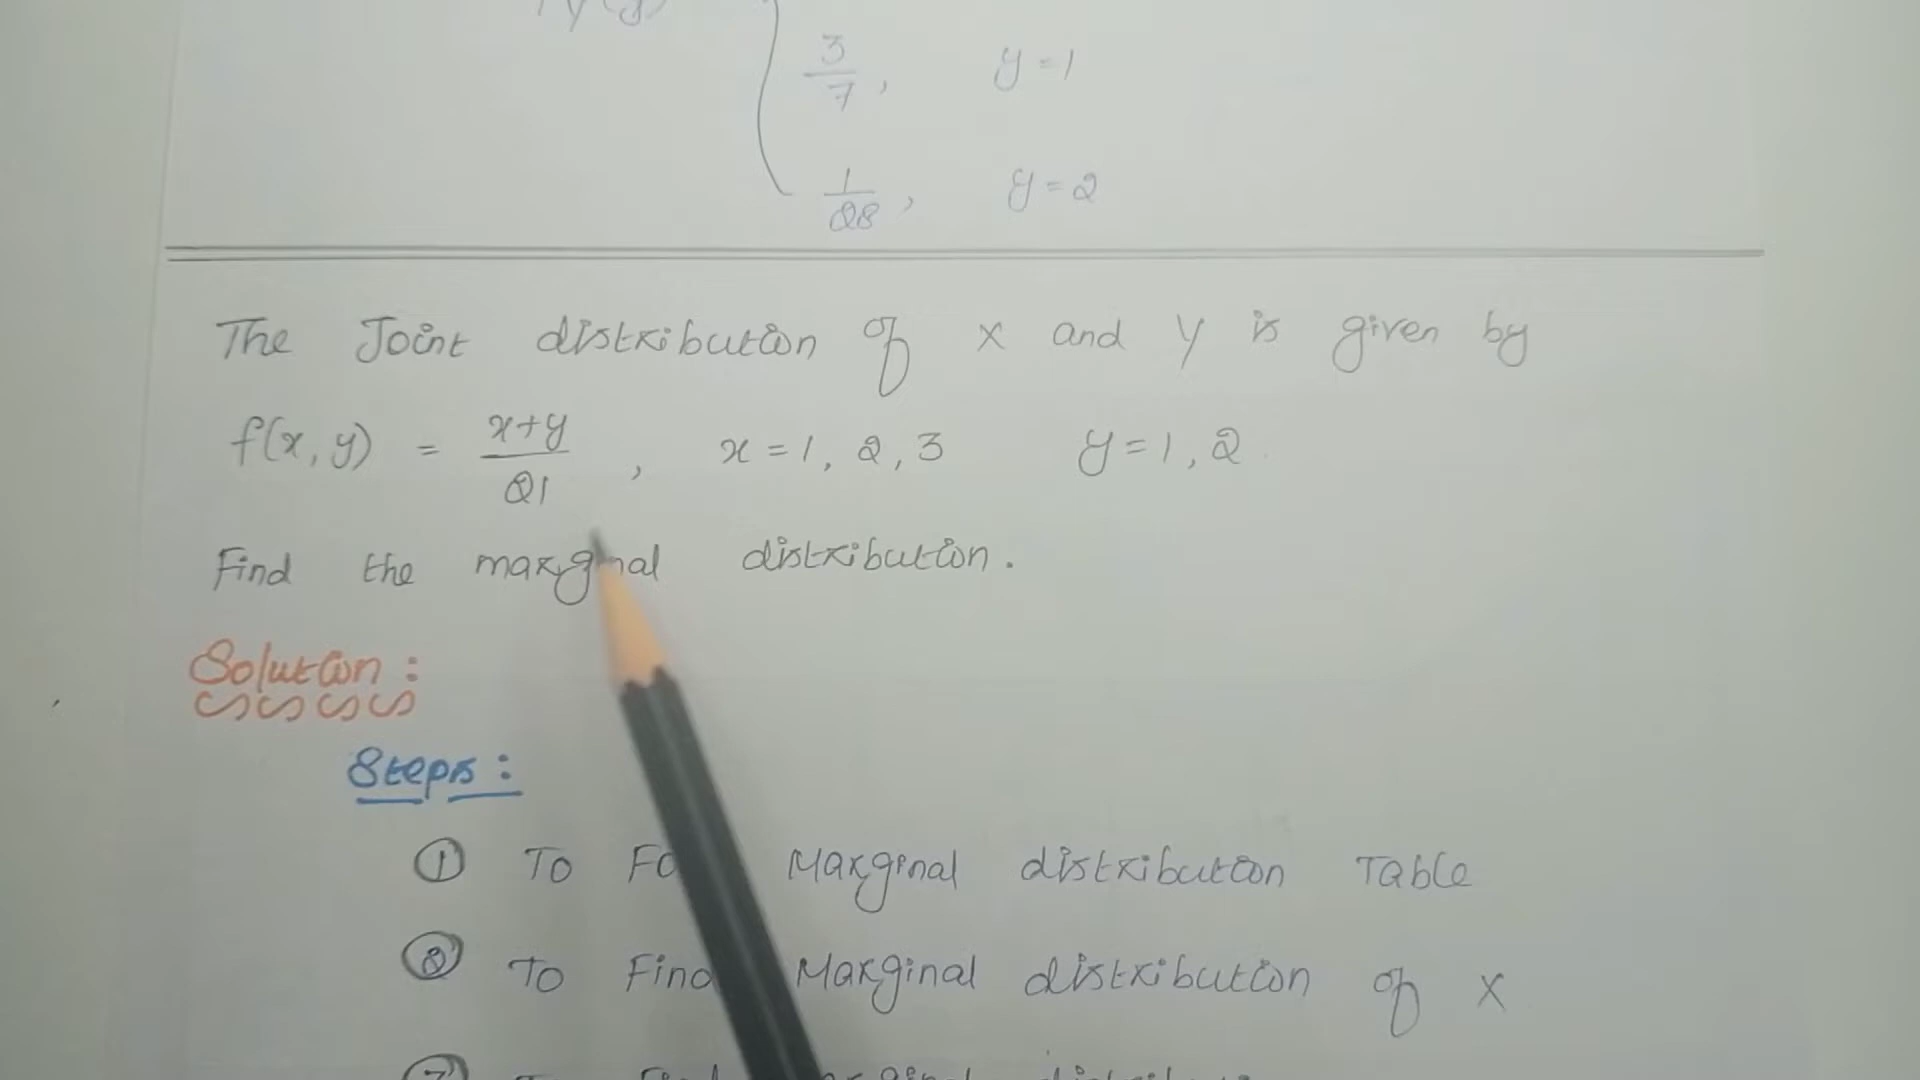 3/7, y=1
1/28, y=2
The Joint distribution of X and Y is given by
f(x,y) = x+y/21, x=1, 2, 3 y=1, 2
Find the marginal distribution.
Solution:
Steps:
① To Marginal distribution Table
② To Find Marginal distribution of X